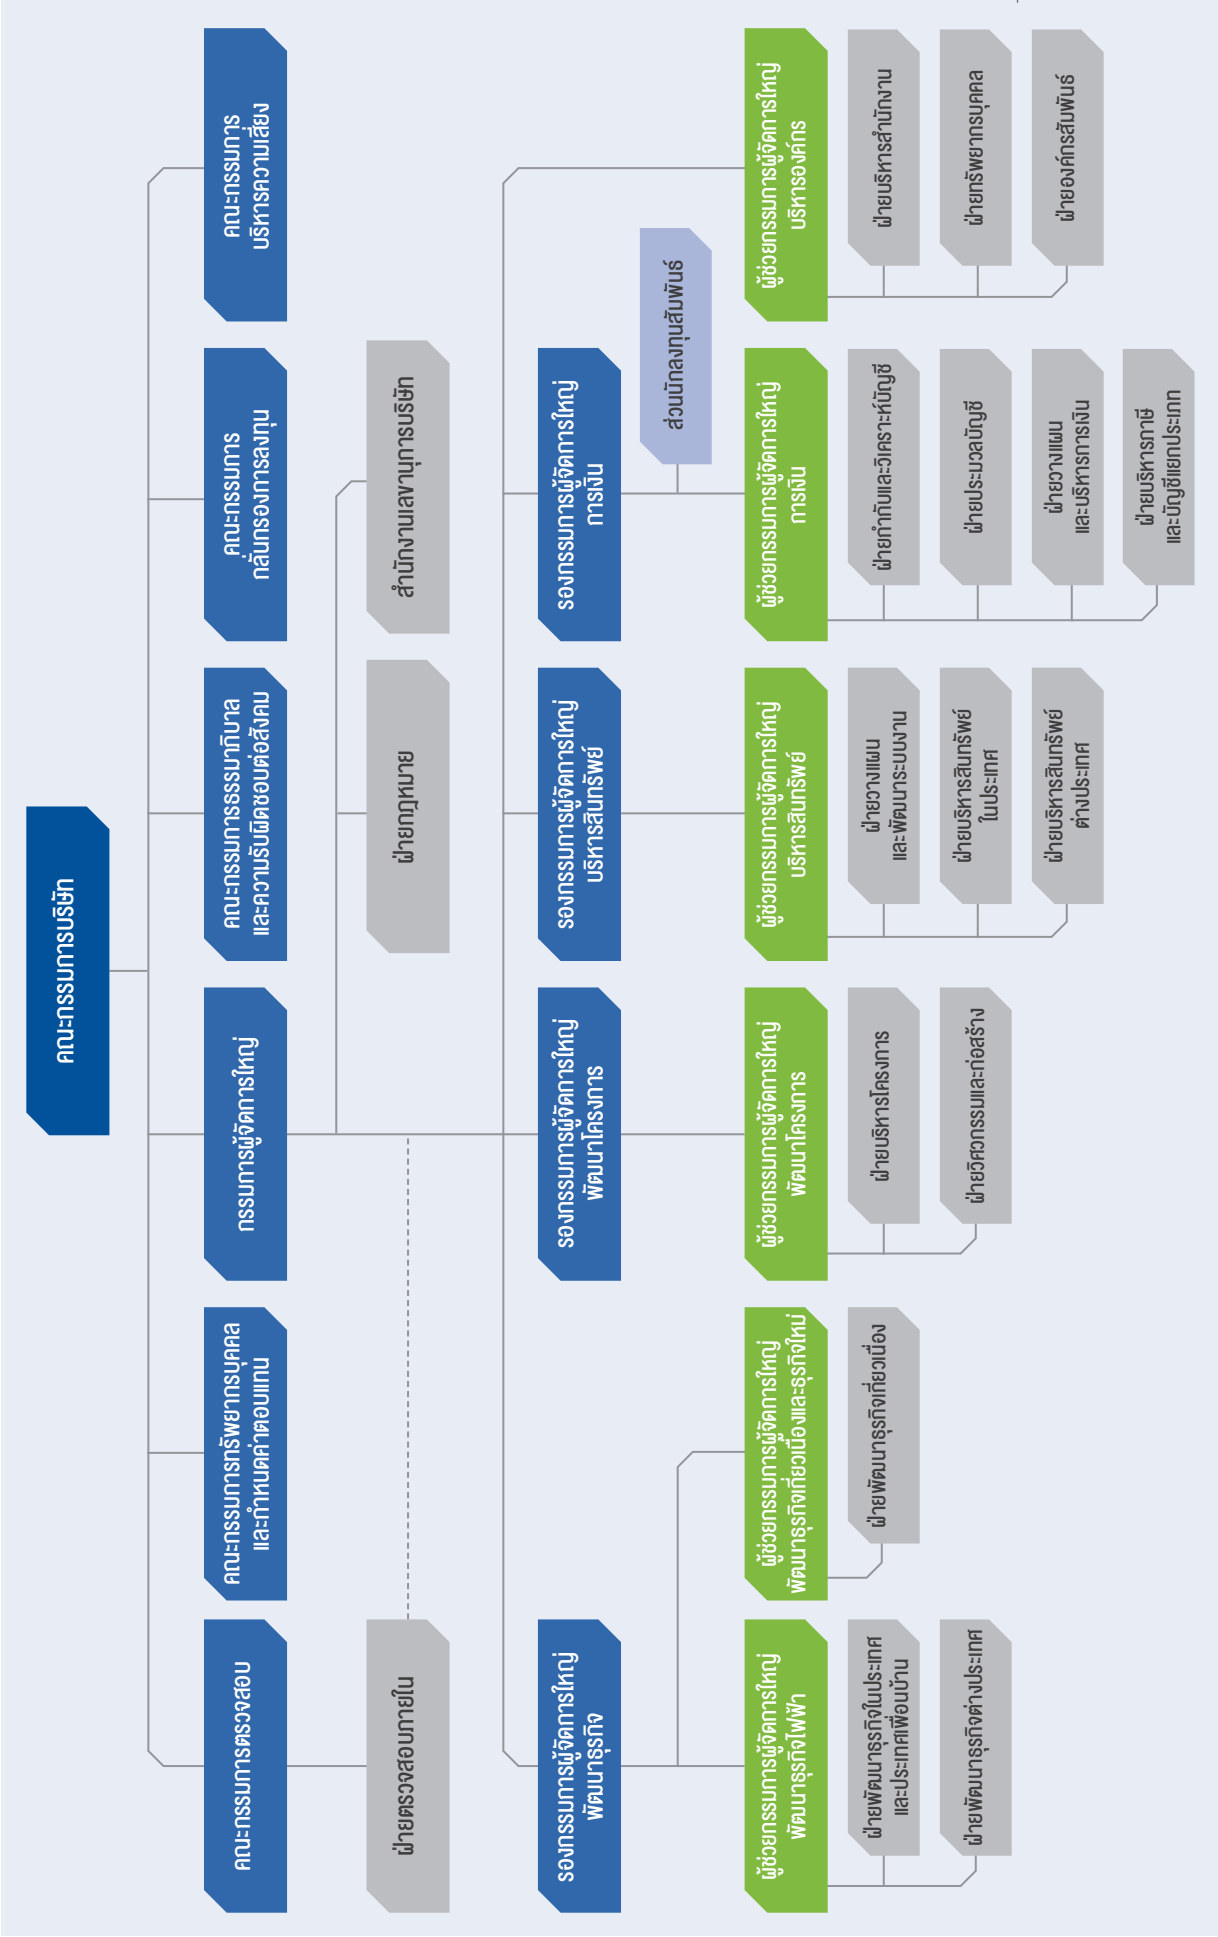 คณะกรรมการบริษัท
คณะกรรมการตรวจสอบ
คณะกรรมการทรัพยากรบุคคล
และกำหนดค่าตอบแทน
กรรมการผู้จัดการใหญ่
คณะกรรมการธรรมาภิบาล
และความรับผิดชอบต่อสังคม
คณะกรรมการ
กลั่นกรองการลงทุน
คณะกรรมการ
บริหารความเสี่ยง
ฝ่ายตรวจสอบภายใน
ฝ่ายกฎหมาย
สำนักงานเลขานุการบริษัท
รองกรรมการผู้จัดการใหญ่
พัฒนาธุรกิจ
รองกรรมการผู้จัดการใหญ่
พัฒนาโครงการ
รองกรรมการผู้จัดการใหญ่
บริหารสินทรัพย์
รองกรรมการผู้จัดการใหญ่
การเงิน
ส่วนนักลงทุนสัมพันธ์
ผู้ช่วยกรรมการผู้จัดการใหญ่
พัฒนาธุรกิจไฟฟ้า
ผู้ช่วยกรรมการผู้จัดการใหญ่
พัฒนาธุรกิจเกี่ยวเนื่องและธุรกิจใหม่
ผู้ช่วยกรรมการผู้จัดการใหญ่
พัฒนาโครงการ
ผู้ช่วยกรรมการผู้จัดการใหญ่
บริหารสินทรัพย์
ผู้ช่วยกรรมการผู้จัดการใหญ่
การเงิน
ผู้ช่วยกรรมการผู้จัดการใหญ่
บริหารองค์กร
ฝ่ายพัฒนาธุรกิจในประเทศ
และประเทศเพื่อนบ้าน
ฝ่ายพัฒนาธุรกิจเกี่ยวเนื่อง
ฝ่ายบริหารโครงการ
ฝ่ายวางแผน
และพัฒนาระบบงาน
ฝ่ายกำกับและวิเคราะห์บัญชี
ฝ่ายบริหารสำนักงาน
ฝ่ายพัฒนาธุรกิจต่างประเทศ
ฝ่ายวิศวกรรมและก่อสร้าง
ฝ่ายบริหารสินทรัพย์
ในประเทศ
ฝ่ายประมวลบัญชี
ฝ่ายทรัพยากรบุคคล
ฝ่ายบริหารสินทรัพย์
ต่างประเทศ
ฝ่ายวางแผน
และบริหารการเงิน
ฝ่ายองค์กรสัมพันธ์
ฝ่ายบริหารภาษี
และบัญชีแยกประเภท